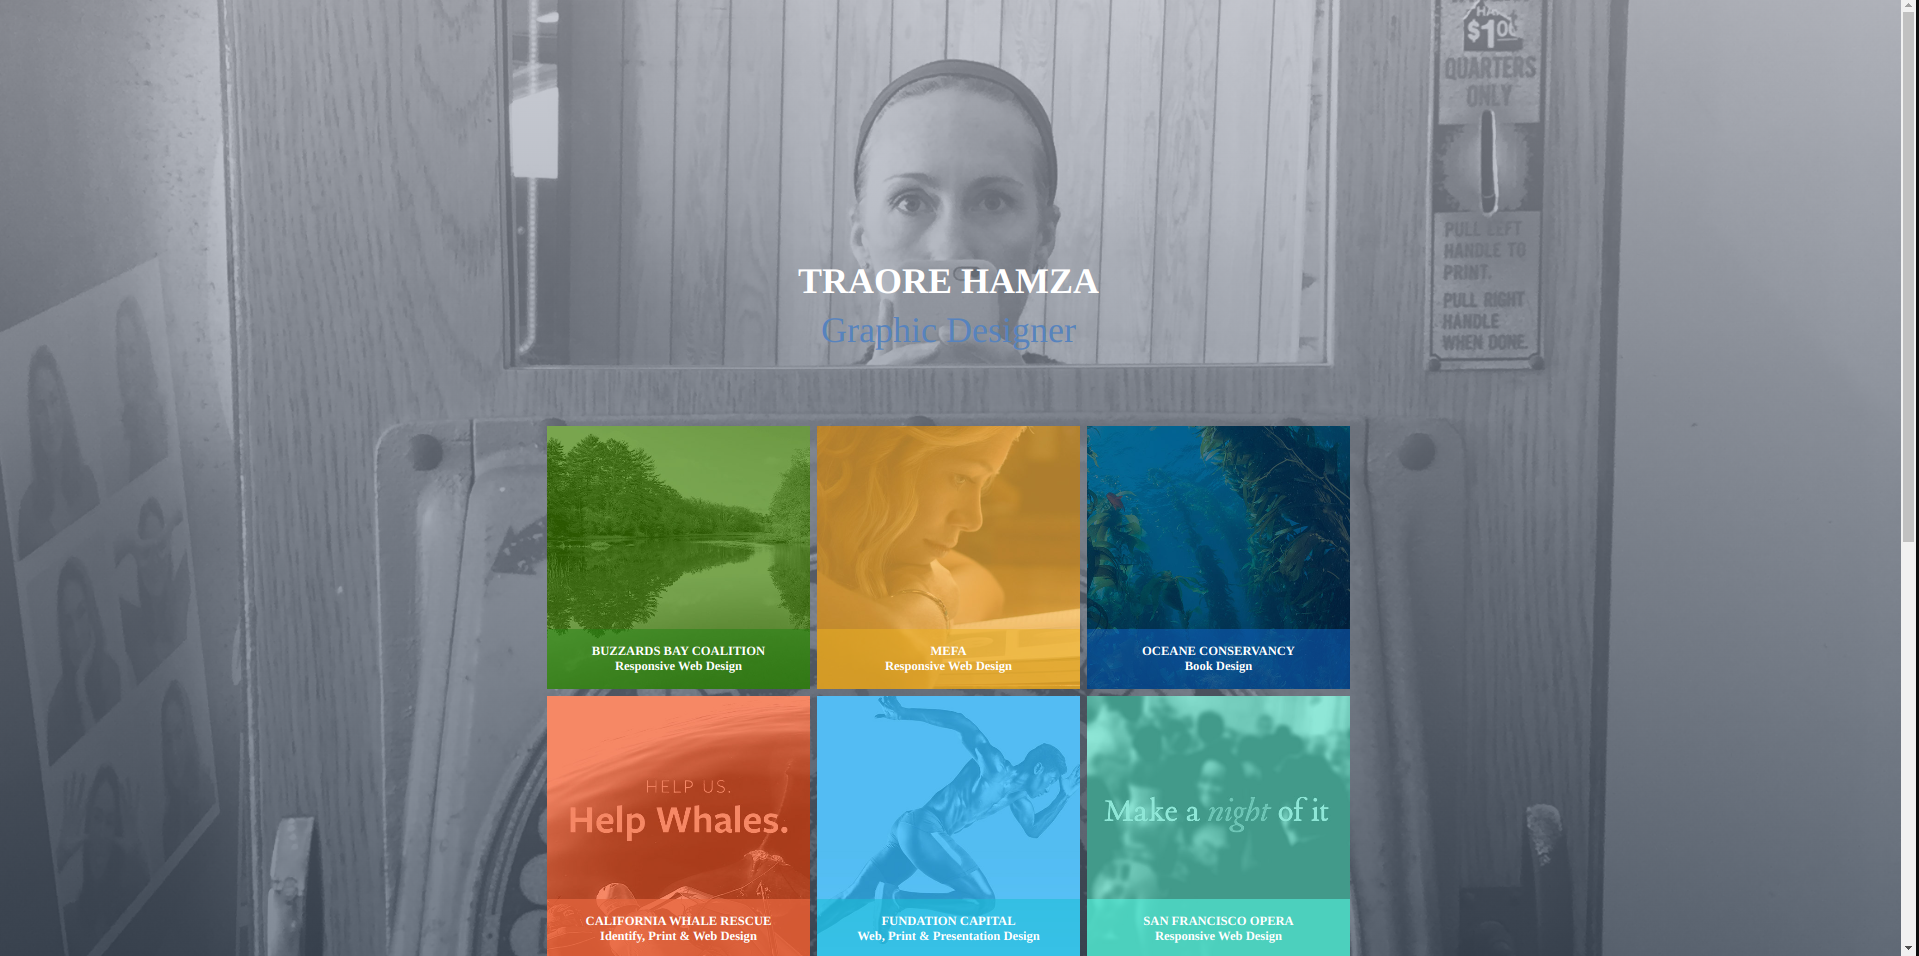 $1.00
QUARTERS
ONLY
PULL LEFT
HANDLE TO
PRINT.
PULL RIGHT
HANDLE
WHEN DONE.
TRAORE HAMZA
Graphic Designer
BUZZARDS BAY COALITION
Responsive Web Design
MEFA
Responsive Web Design
OCEANE CONSERVANCY
Book Design
HELP US.
Help Whales.
CALIFORNIA WHALE RESCUE
Identify, Print & Web Design
FUNDATION CAPITAL
Web, Print & Presentation Design
Make a night of it
SAN FRANCISCO OPERA
Responsive Web Design